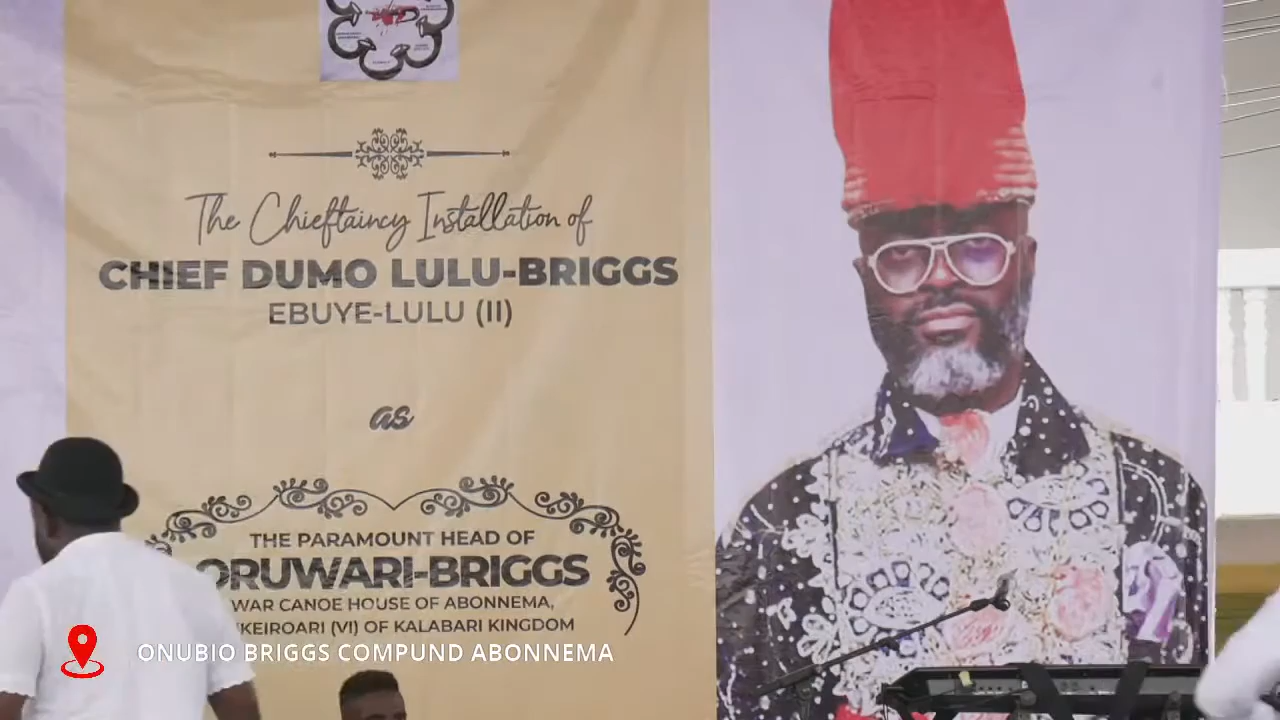 The Chieftaincy Installation of
CHIEF DUMO LULU-BRIGGS
EBUYE-LULU (II)
as
THE PARAMOUNT HEAD OF
ORUWARI-BRIGGS
WAR CANOE HOUSE OF ABONNEMA,
(VI) OF KALABARI KINGDOM
ONUBIO BRIGGS COMPUND ABONNEMA